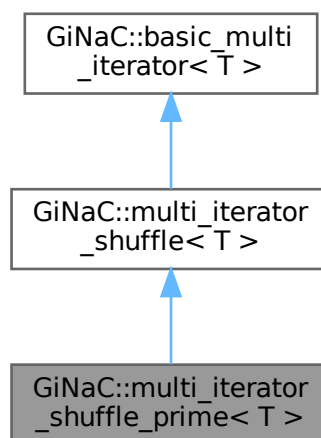 GiNaC::basic_multi
_iterator< T >
GiNaC::multi_iterator
_shuffle< T >
GiNaC::multi_iterator
_shuffle_prime< T >